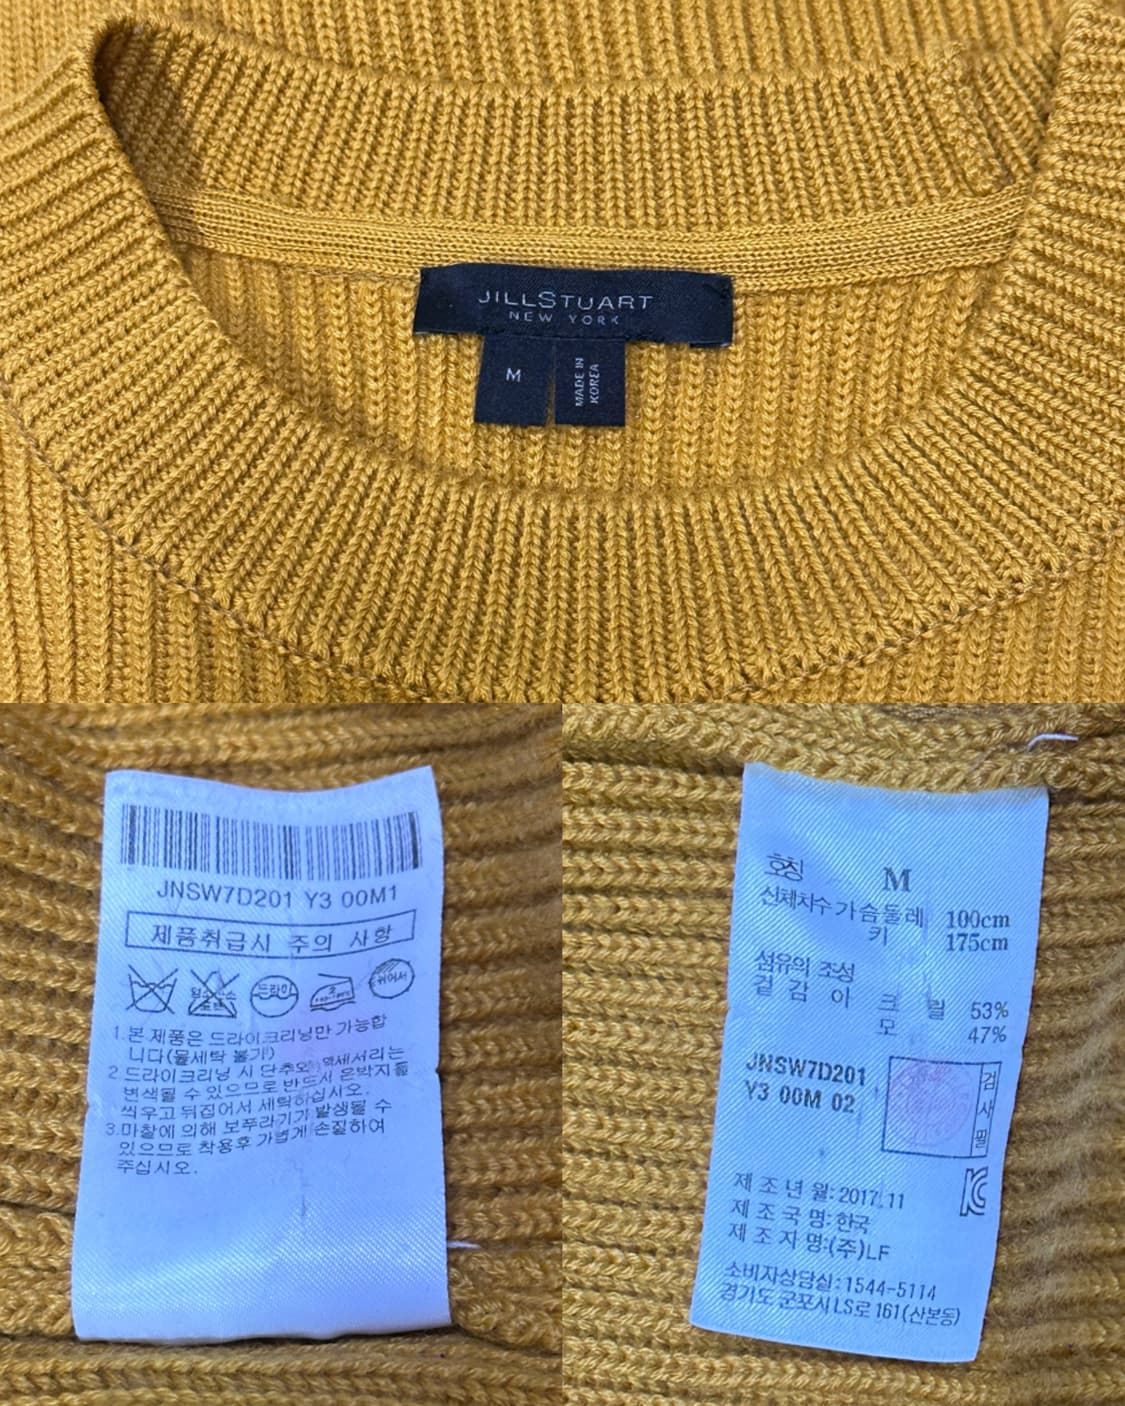 JILLSTUART
NEW YORK
M
MADE IN
KOREA
JNSW7D201 Y3 00M1
제품취급시 주의 사항
드라이
뉘어서
1.본 제품은 드라이크리닝만 가능합
니다(물세탁 불가)
2.드라이크리닝 시 단추와 악세서리는
변색될 수 있으므로 반드시 은박지를
씌우고 뒤집어서 세탁하십시오.
3.마찰에 의해 보푸라기가 발생될 수
있으므로 착용후 가볍게 손질하여
주십시오.
호칭 M
신체치수 가슴둘레 100cm
키 175cm
섬유의 조성
겉감이 크 릴 53%
모 47%
JNSW7D201
Y3 00M 02
검사필
제조년월:2017.11
제조국명:한국
제조자명:(주)LF
소비자상담실:1544-5114
경기도 군포시LS로 161(산본동)